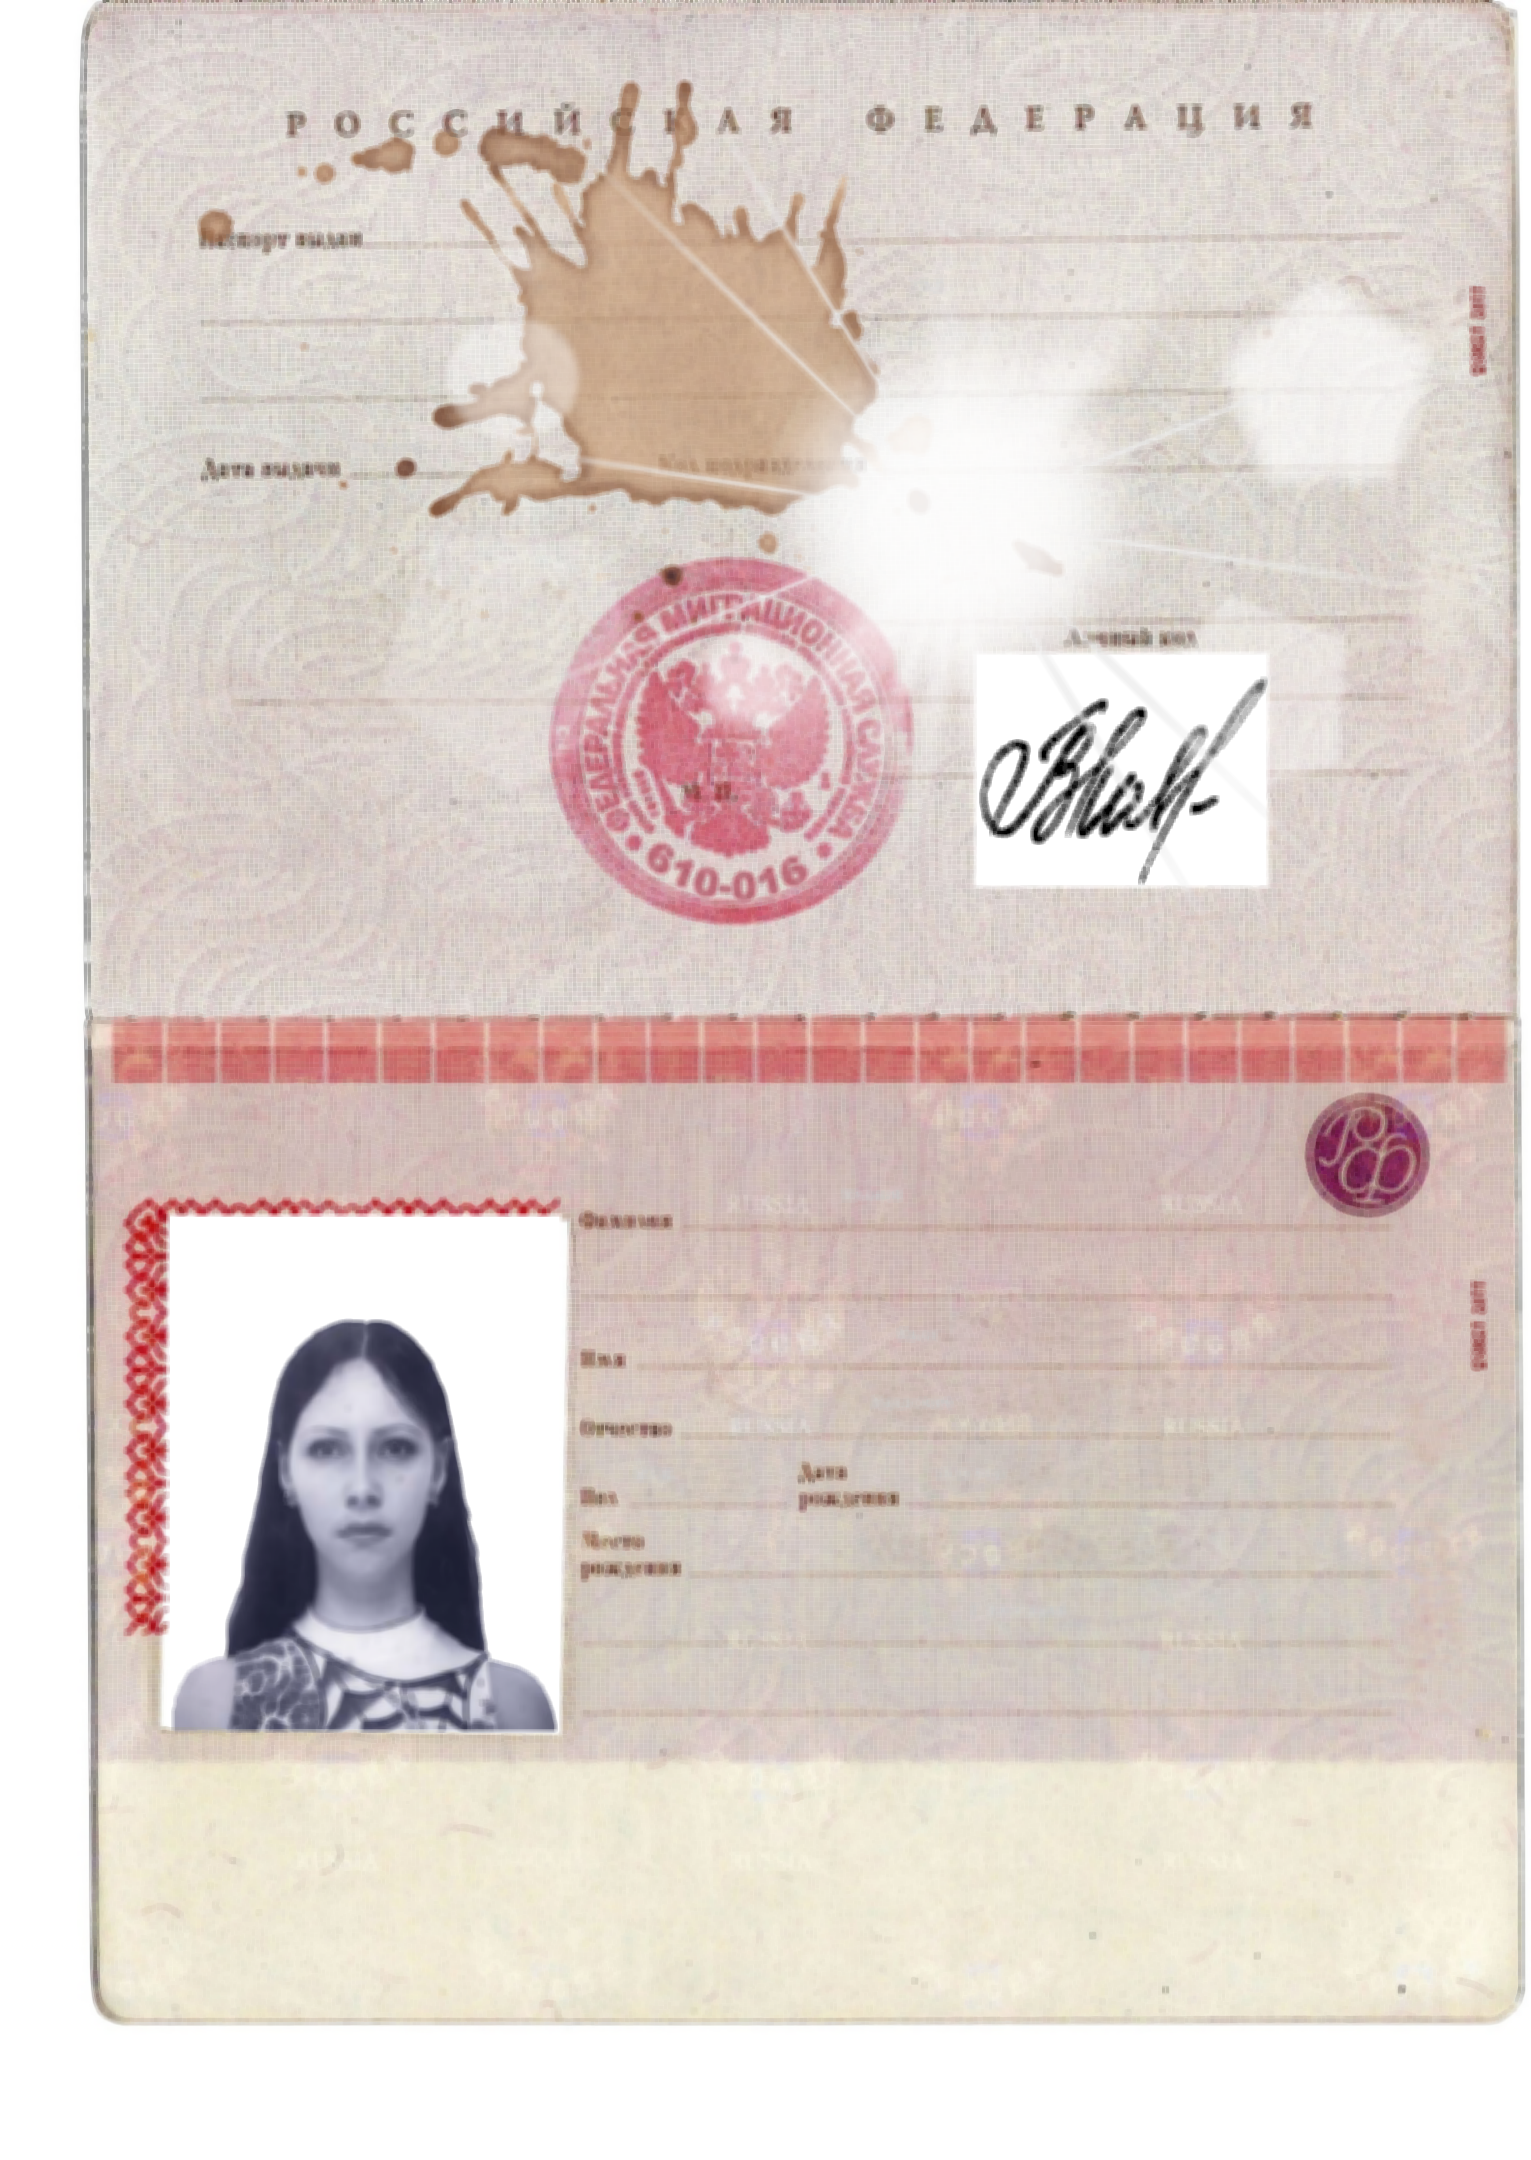 РОССИЙСКАЯ ФЕДЕРАЦИЯ
Паспорт выдан
Дата выдачи
Код подразделения
ФЕДЕРАЛЬНАЯ МИГРАЦИОННАЯ СЛУЖБА
610-016
М. П.
Личный код
РФ
Фамилия
Имя
Отчество
Пол
Дата
рождения
Место
рождения
RUSSIA